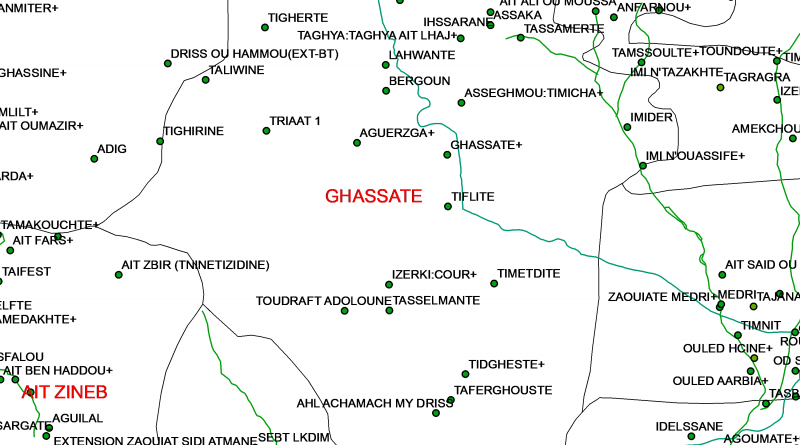 ANMITER+
TIGHERTE
TAGHYA:TAGHYA AIT LHAJ+
IHSSARANE
ASSAKA
AIT ALI OU MOUSSA
ANFARNOU+
TASSAMERTE
DRISS OU HAMMOU(EXT-BT)
LAHWANTE
TAMSSOULTE+
TOUNDOUTE+
TIM
GHASSINE+
TALIWINE
BERGOUN
IMI N'TAZAKHTE
TAGRAGRA
ASSEGHMOU:TIMICHA+
IZE
MLILT+
AIT OUMAZIR+
TIGHIRINE
TRIAAT 1
AGUERZGA+
IMIDER
AMEKCHOU
ADIG
GHASSATE+
IMI N'OUASSIFE+
ARDA+
GHASSATE
TIFLITE
TAMAKOUCHTE+
AIT FARS+
TAIFEST
AIT ZBIR (TNINETIZIDINE)
IZERKI:COUR+
TIMETDITE
AIT SAID OU
ELFTE
AMEDAKHTE+
TOUDRAFT ADOLOUNE
TASSELMANTE
ZAOUIATE MEDRI+
MEDRI
TAJANA
TIMNIT
ROU
SFALOU
OULED HCINE+
OD S
AIT BEN HADDOU+
TIDGHESTE+
OULED AARBIA+
AIT ZINEB
TAFERGHOUSTE
AHL ACHAMACH MY DRISS
TASR
SARGATE
AGUILAL
IDELSSANE
EXTENSION ZAOUIAT SIDI ATMANE
SEBT LKDIM
AGOUMATE+